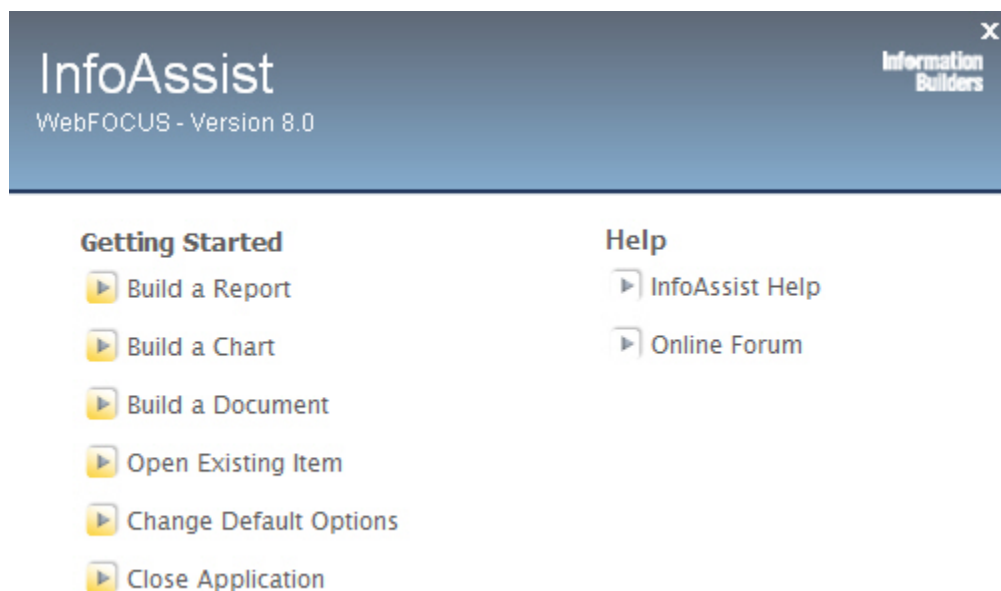 x
InfoAssist
Information
Builders
WebFOCUS - Version 8.0
Getting Started
Build a Report
Build a Chart
Build a Document
Open Existing Item
Change Default Options
Close Application
Help
InfoAssist Help
Online Forum